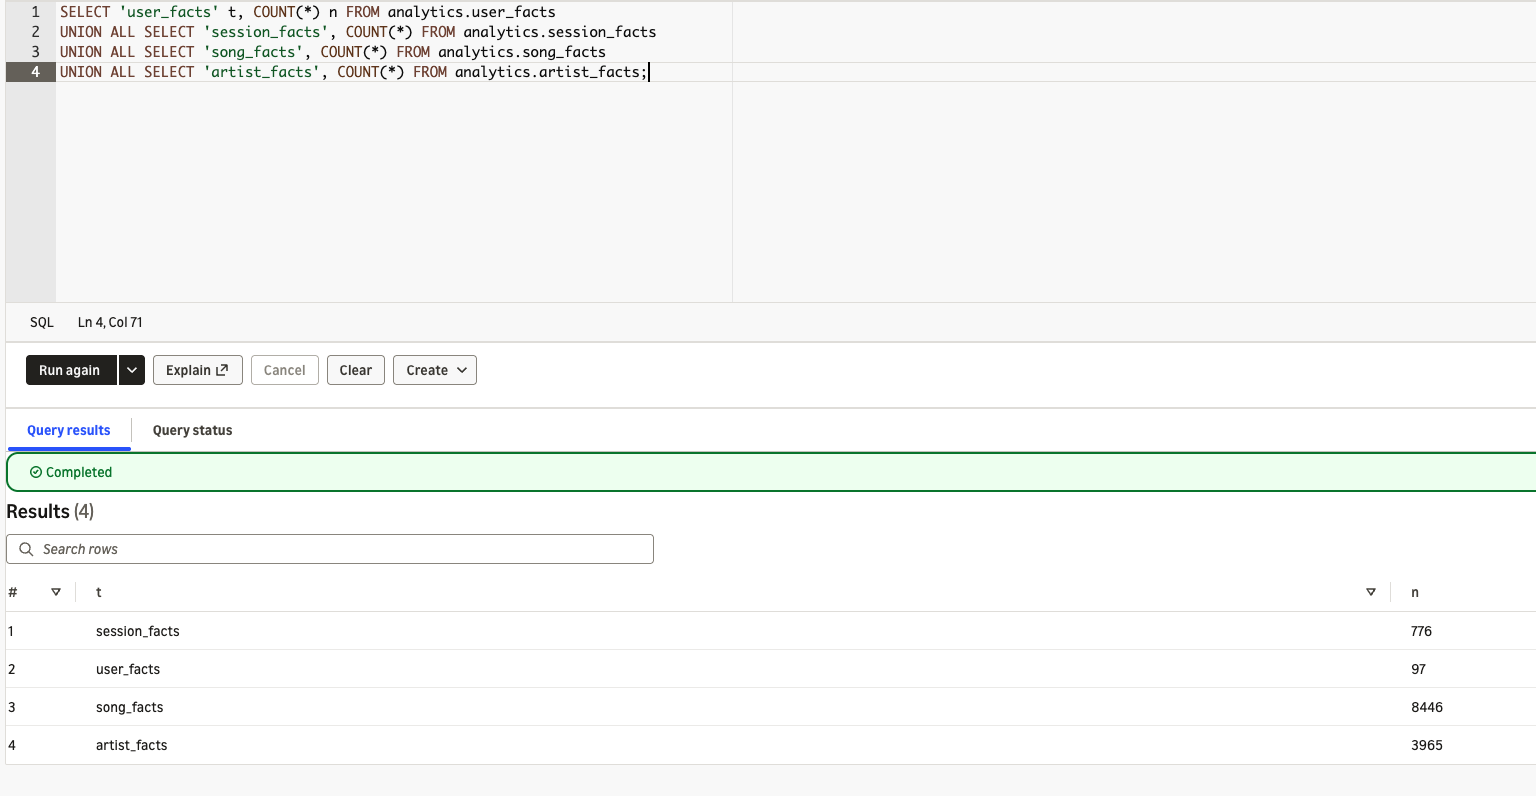 1 SELECT 'user_facts' t, COUNT(*) n FROM analytics.user_facts
2 UNION ALL SELECT 'session_facts', COUNT(*) FROM analytics.session_facts
3 UNION ALL SELECT 'song_facts', COUNT(*) FROM analytics.song_facts
4 UNION ALL SELECT 'artist_facts', COUNT(*) FROM analytics.artist_facts;
SQL Ln 4, Col 71
Run again Explain Cancel Clear Create
Query results Query status
Completed
Results (4)
Search rows
# t n
1 session_facts 776
2 user_facts 97
3 song_facts 8446
4 artist_facts 3965